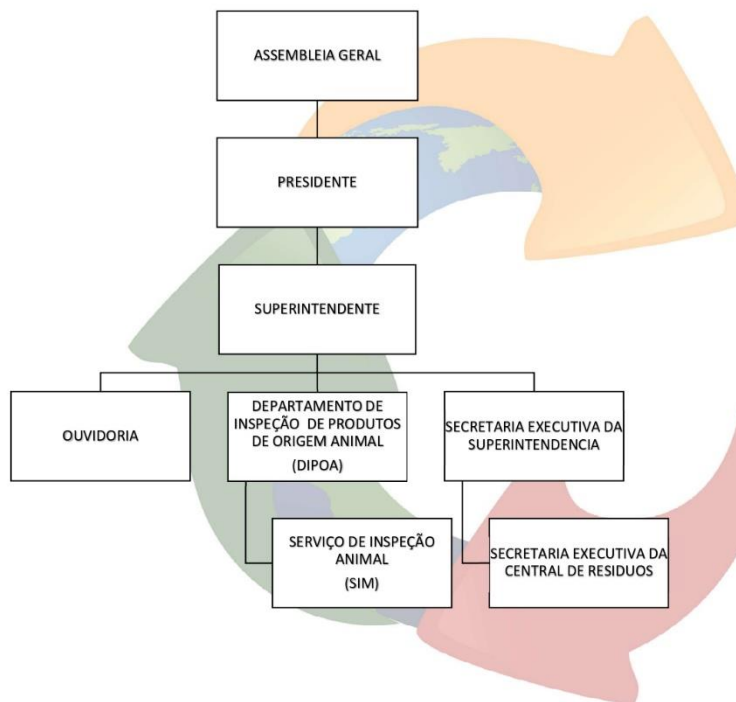 ASSEMBLEIA GERAL
PRESIDENTE
SUPERINTENDENTE
OUVIDORIA
DEPARTAMENTO DE
INSPEÇÃO DE PRODUTOS
DE ORIGEM ANIMAL
(DIPOA)
SECRETARIA EXECUTIVA DA
SUPERINTENDENCIA
SERVIÇO DE INSPEÇÃO
ANIMAL
(SIM)
SECRETARIA EXECUTIVA DA
CENTRAL DE RESIDUOS